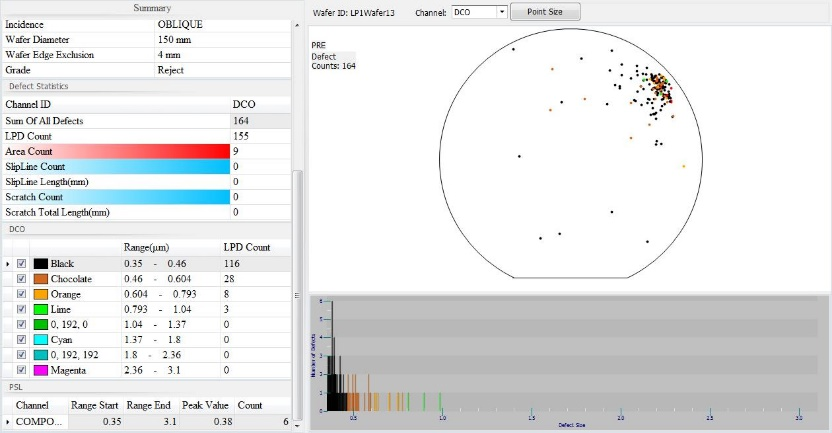 Summary
Incidence OBLIQUE
Wafer Diameter 150 mm
Wafer Edge Exclusion 4 mm
Grade Reject
Defect Statistics
Channel ID DCO
Sum Of All Defects 164
LPD Count 155
Area Count 9
SlipLine Count 0
SlipLine Length(mm) 0
Scratch Count 0
Scratch Total Length(mm) 0
DCO
Range(μm) LPD Count
Black 0.35 - 0.46 116
Chocolate 0.46 - 0.604 28
Orange 0.604 - 0.793 8
Lime 0.793 - 1.04 3
0, 192, 0 1.04 - 1.37 0
Cyan 1.37 - 1.8 0
0, 192, 192 1.8 - 2.36 0
Magenta 2.36 - 3.1 0
PSL
Channel Range Start Range End Peak Value Count
COMPO... 0.35 3.1 0.38 6
Wafer ID: LP1Wafer13 Channel: DCO Point Size
PRE
Defect
Counts: 164
Number of Defects
6
5
4
3
2
1
0
0.5 1.0 1.5 2.0 2.5 3.0
Defect Size